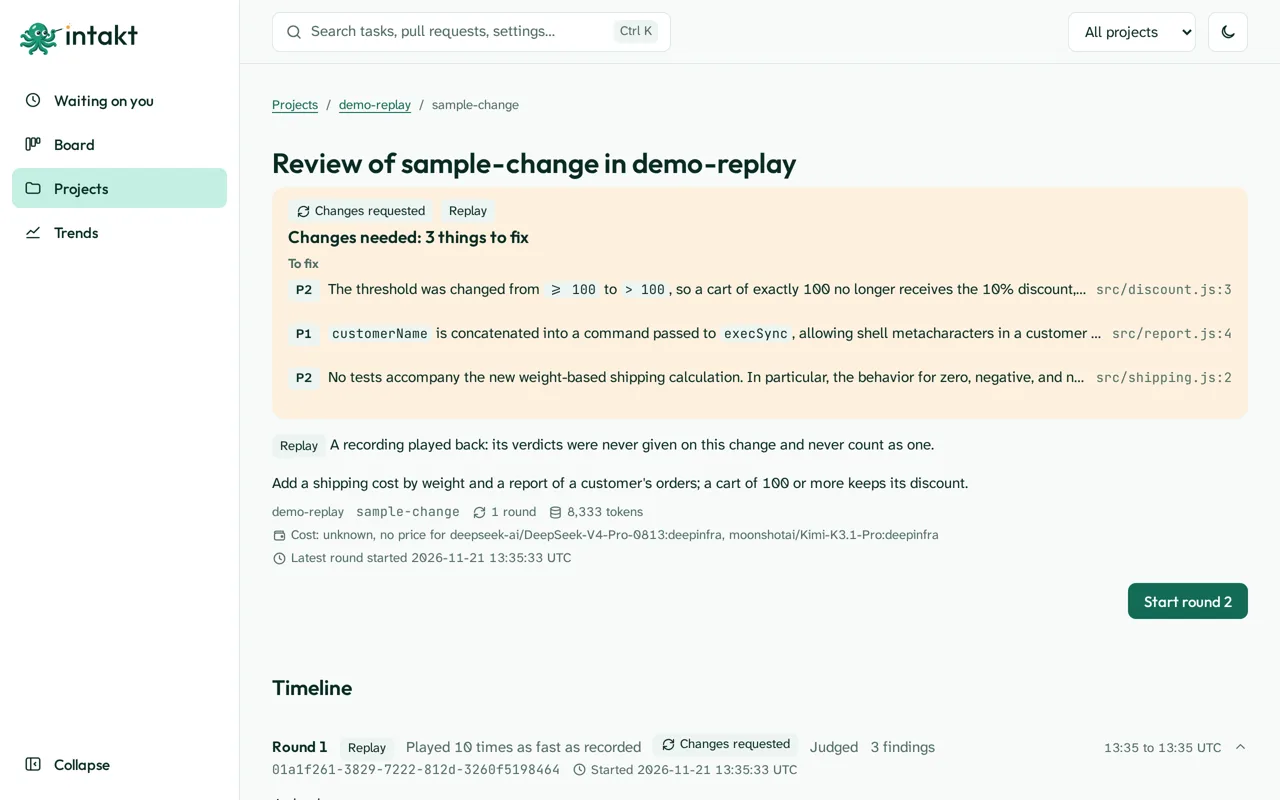 intakt
Search tasks, pull requests, settings...
Ctrl K
All projects
Waiting on you
Board
Projects
Trends
Collapse
Projects / demo-replay / sample-change
Review of sample-change in demo-replay
Changes requested Replay
Changes needed: 3 things to fix
To fix
P2 The threshold was changed from >= 100 to > 100, so a cart of exactly 100 no longer receives the 10% discount,... src/discount.js:3
P1 customerName is concatenated into a command passed to execSync, allowing shell metacharacters in a customer ... src/report.js:4
P2 No tests accompany the new weight-based shipping calculation. In particular, the behavior for zero, negative, and n... src/shipping.js:2
Replay A recording played back: its verdicts were never given on this change and never count as one.
Add a shipping cost by weight and a report of a customer's orders; a cart of 100 or more keeps its discount.
demo-replay sample-change 1 round 8,333 tokens
Cost: unknown, no price for deepseek-ai/DeepSeek-V4-Pro-0813:deepinfra, moonshotai/Kimi-K3.1-Pro:deepinfra
Latest round started 2026-11-21 13:35:33 UTC
Start round 2
Timeline
Round 1 Replay Played 10 times as fast as recorded Changes requested Judged 3 findings 13:35 to 13:35 UTC
01a1f261-3829-7222-812d-3260f5198464 Started 2026-11-21 13:35:33 UTC